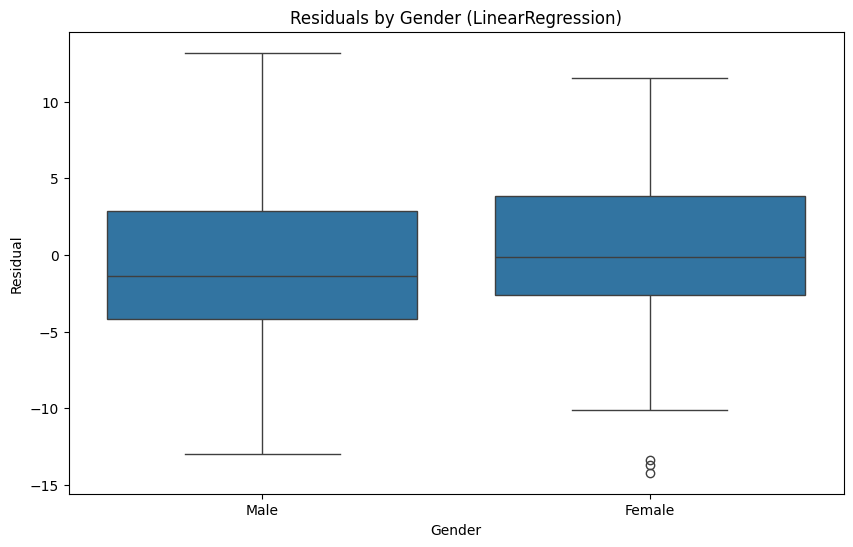 Residuals by Gender (LinearRegression)
10
5
0
−5
−10
−15
Residual
Male
Female
Gender